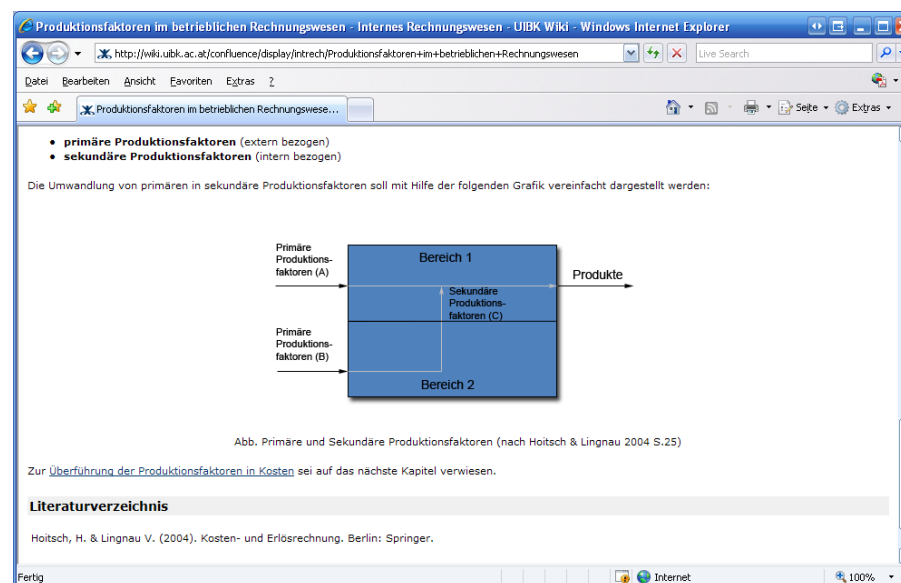 Produktionsfaktoren im betrieblichen Rechnungswesen - Internes Rechnungswesen - UIBK Wiki - Windows Internet Explorer
http://wiki.uibk.ac.at/confluence/display/intrech/Produktionsfaktoren+im+betrieblichen+Rechnungswesen
Live Search
Datei Bearbeiten Ansicht Favoriten Extras ?
Produktionsfaktoren im betrieblichen Rechnungswese...
Seite Extras
primäre Produktionsfaktoren (extern bezogen)
sekundäre Produktionsfaktoren (intern bezogen)
Die Umwandlung von primären in sekundäre Produktionsfaktoren soll mit Hilfe der folgenden Grafik vereinfacht dargestellt werden:
Primäre
Produktions-
faktoren (A)
Bereich 1
Produkte
Sekundäre
Produktions-
faktoren (C)
Primäre
Produktions-
faktoren (B)
Bereich 2
Abb. Primäre und Sekundäre Produktionsfaktoren (nach Hoitsch & Lingnau 2004 S.25)
Zur Überführung der Produktionsfaktoren in Kosten sei auf das nächste Kapitel verwiesen.
Literaturverzeichnis
Hoitsch, H. & Lingnau V. (2004). Kosten- und Erlösrechnung. Berlin: Springer.
Fertig
Internet
100%